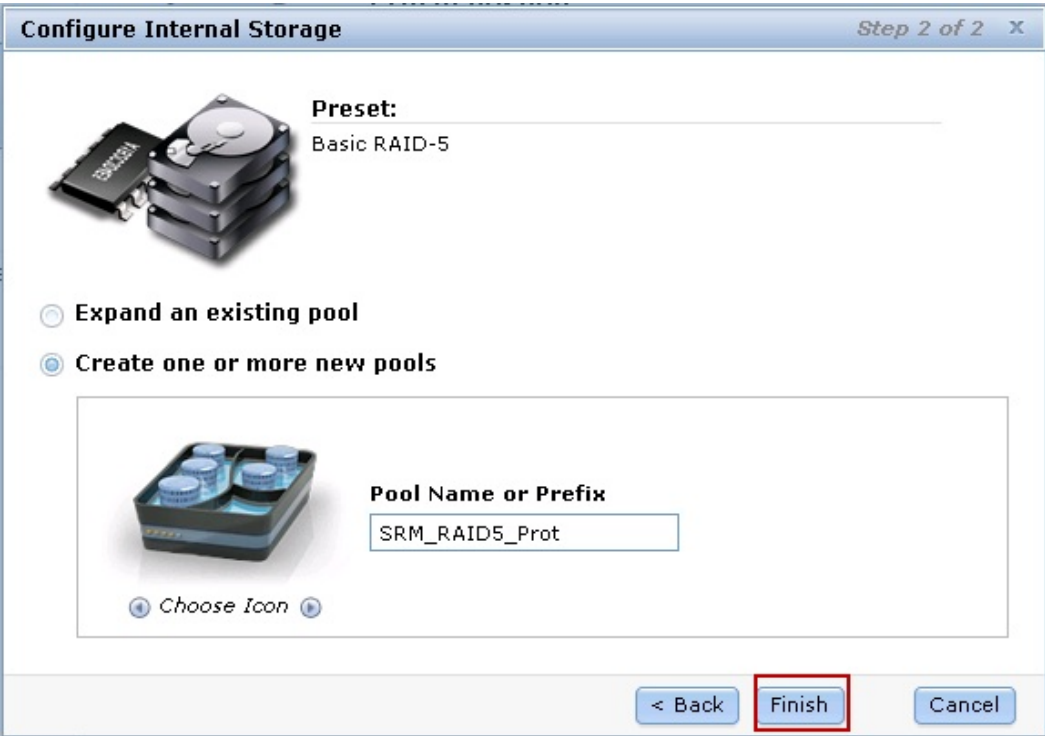 Configure Internal Storage
Step 2 of 2 X
Preset:
Basic RAID-5
Expand an existing pool
Create one or more new pools
Pool Name or Prefix
SRM_RAID5_Prot
Choose Icon
< Back
Finish
Cancel